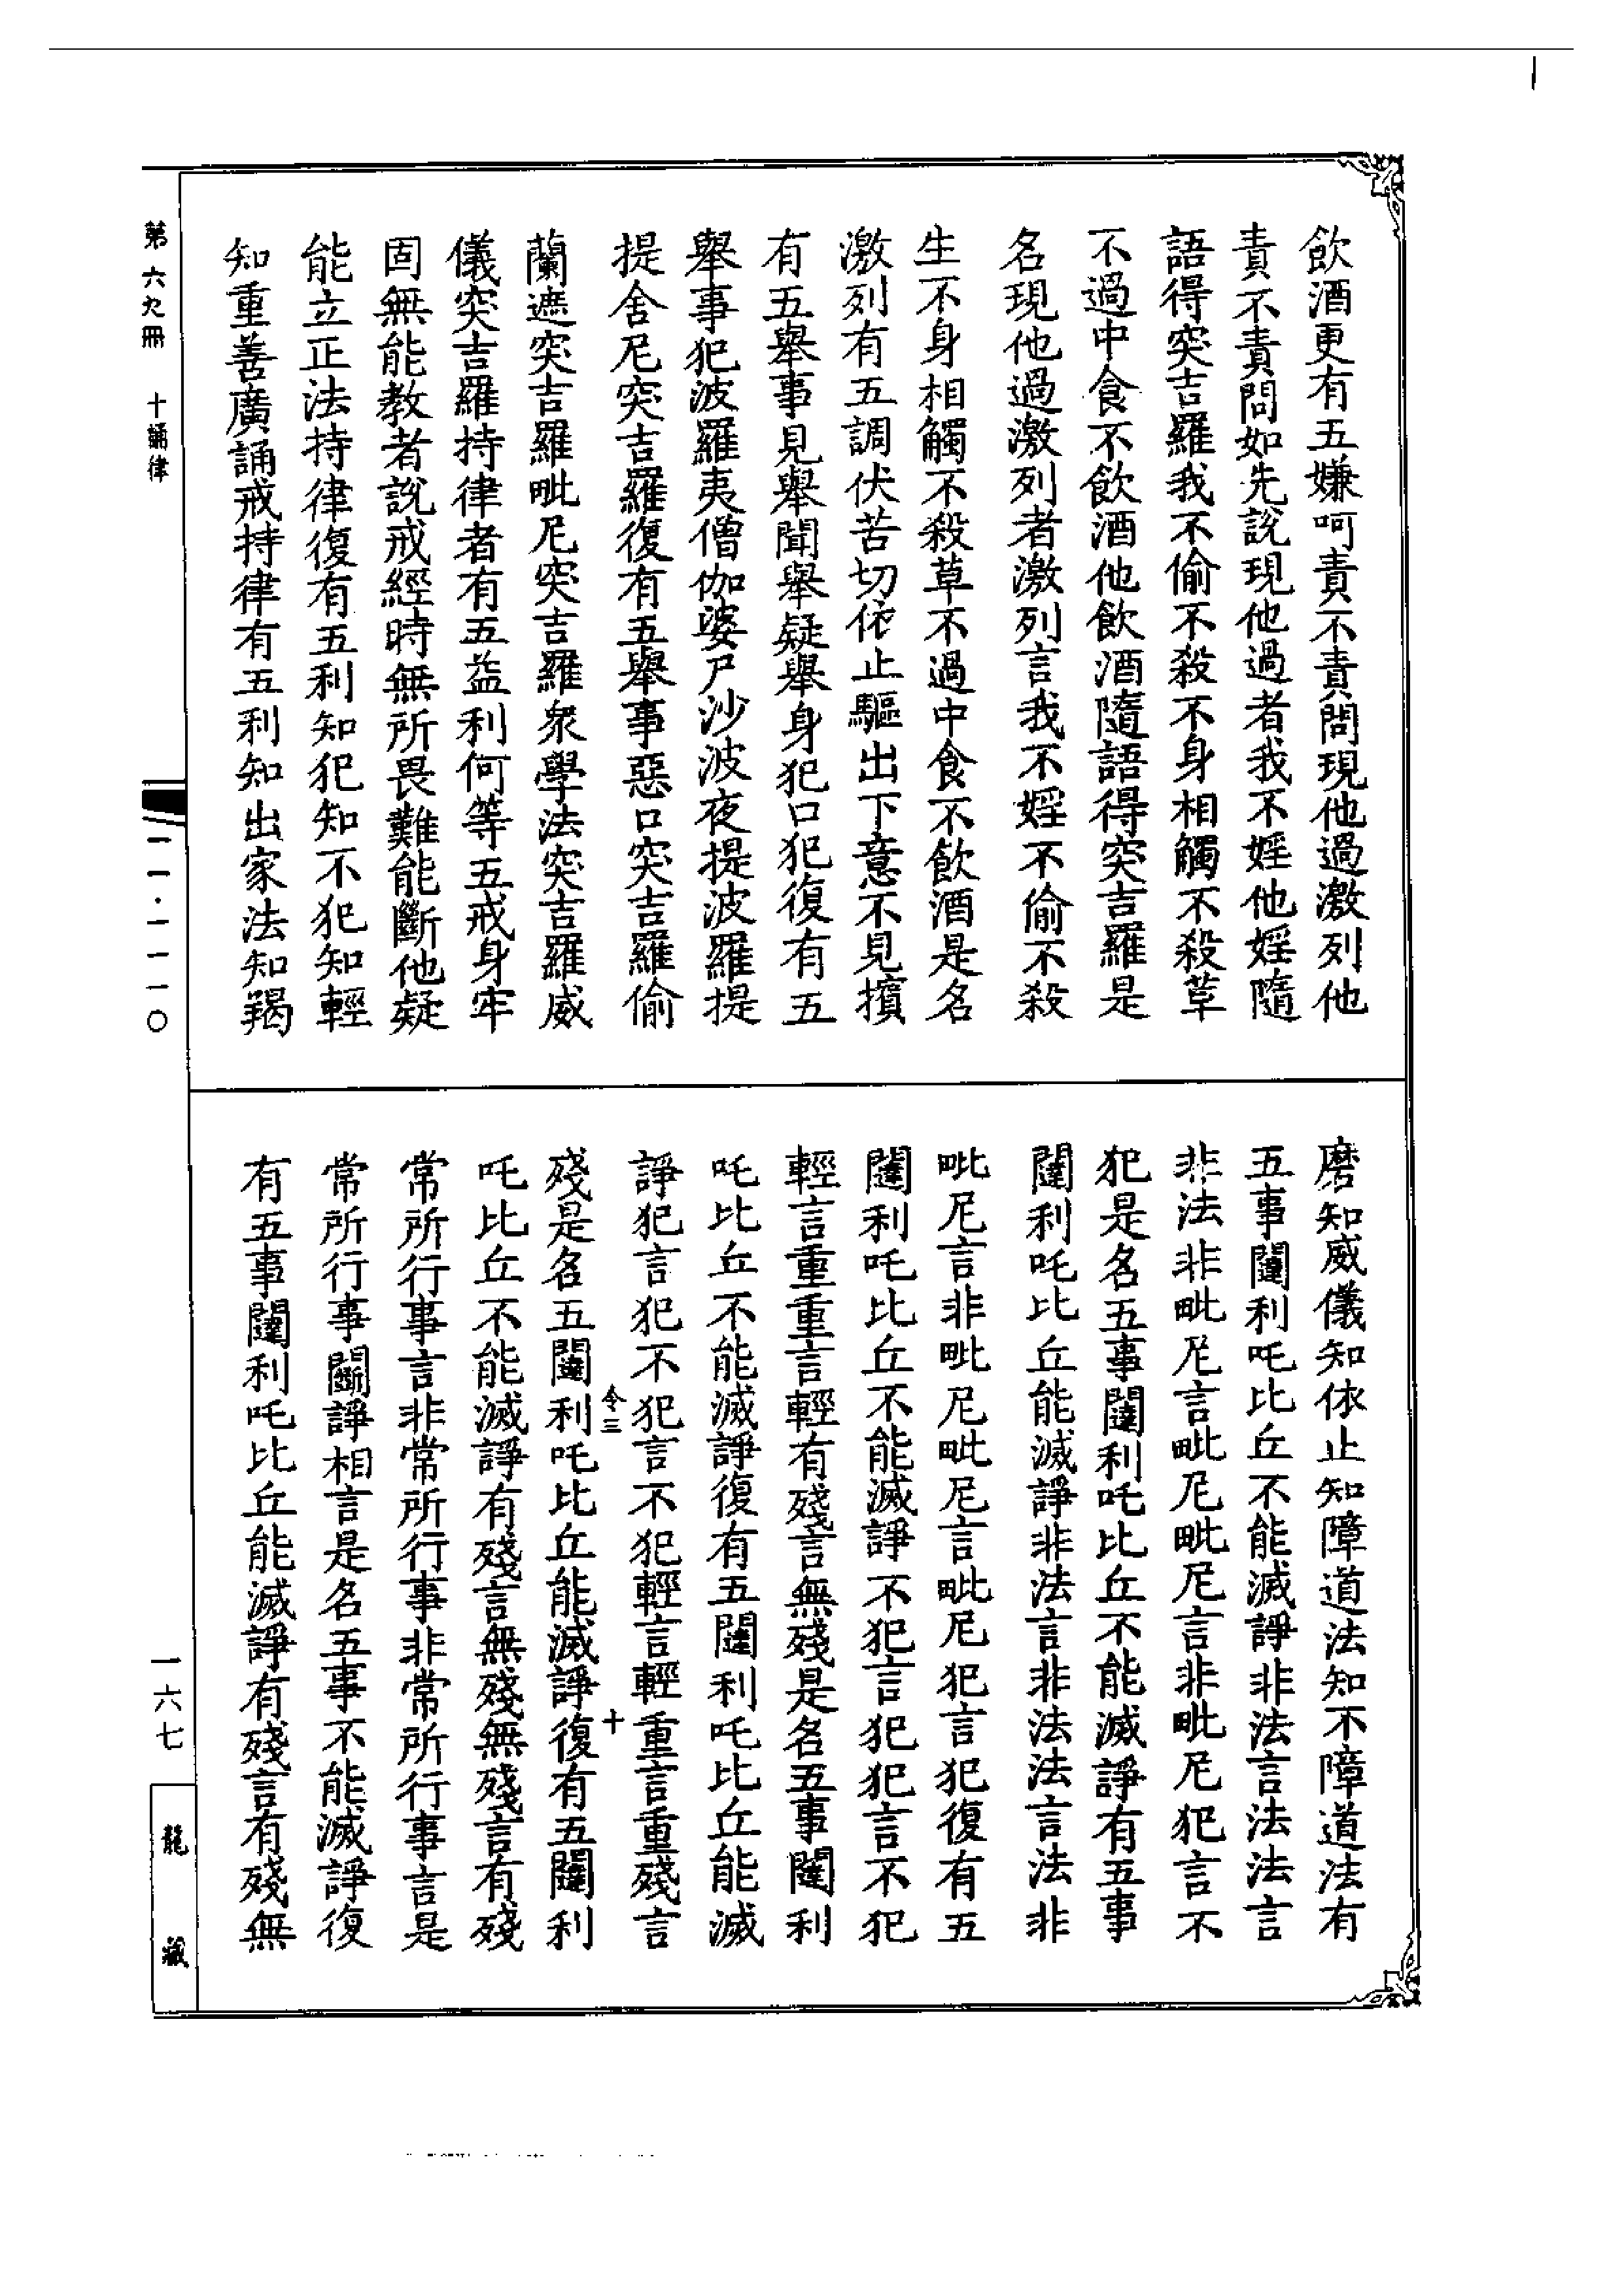 飲酒更有五嫌呵責不責問現他過激列他
責不責問如先說現他過者我不婬他婬隨
語得突吉羅我不偷不殺不身相觸不殺草
不過中食不飲酒他飲酒隨語得突吉羅是
名現他過激列者激列言我不婬不偷不殺
生不身相觸不殺草不過中食不飲酒是名
激列有五調伏苦切依止驅出下意不見擯
有五舉事見舉聞舉疑舉身犯口犯復有五
舉事犯波羅夷僧伽婆尸沙波夜提波羅提
提舍尼突吉羅復有五舉事惡口突吉羅偷
蘭遮突吉羅毗尼突吉羅眾學法突吉羅威
儀突吉羅持律者有五益利何等五戒身牢
固無能教者說戒經時無所畏難能斷他疑
能立正法持律復有五利知犯知不犯知輕
知重善廣誦戒持律有五利知出家法知羯
磨知威儀知依止知障道法知不障道法有
五事闥利吒比丘不能滅諍非法言法法言
非法非毗尼言毗尼毗尼言非毗尼犯言不
犯是名五事闥利吒比丘不能滅諍有五事
闥利吒比丘能滅諍非法言非法法言法非
毗尼言非毗尼毗尼言毗尼犯言犯復有五
闥利吒比丘不能滅諍不犯言犯犯言不犯
輕言重重言輕有殘言無殘是名五事闥利
吒比丘不能滅諍復有五闥利吒比丘能滅
諍犯言犯不犯言不犯輕言輕重言重殘言
殘是名五闥利吒比丘能滅諍復有五闥利
吒比丘不能滅諍有殘言無殘無殘言有殘
常所行事言非常所行事非常所行事言是
常所行事鬭諍相言是名五事不能滅諍復
有五事闥利吒比丘能滅諍有殘言有殘無
令三
十
第六九冊 十誦律
一一·一一一〇
一六七
龍藏